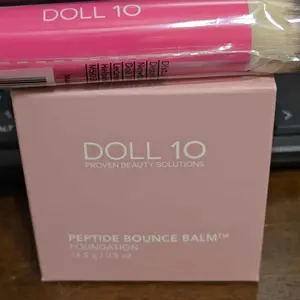 DOLL 10
DOLL 10
PROVEN BEAUTY SOLUTIONS
PEPTIDE BOUNCE BALM™
FOUNDATION